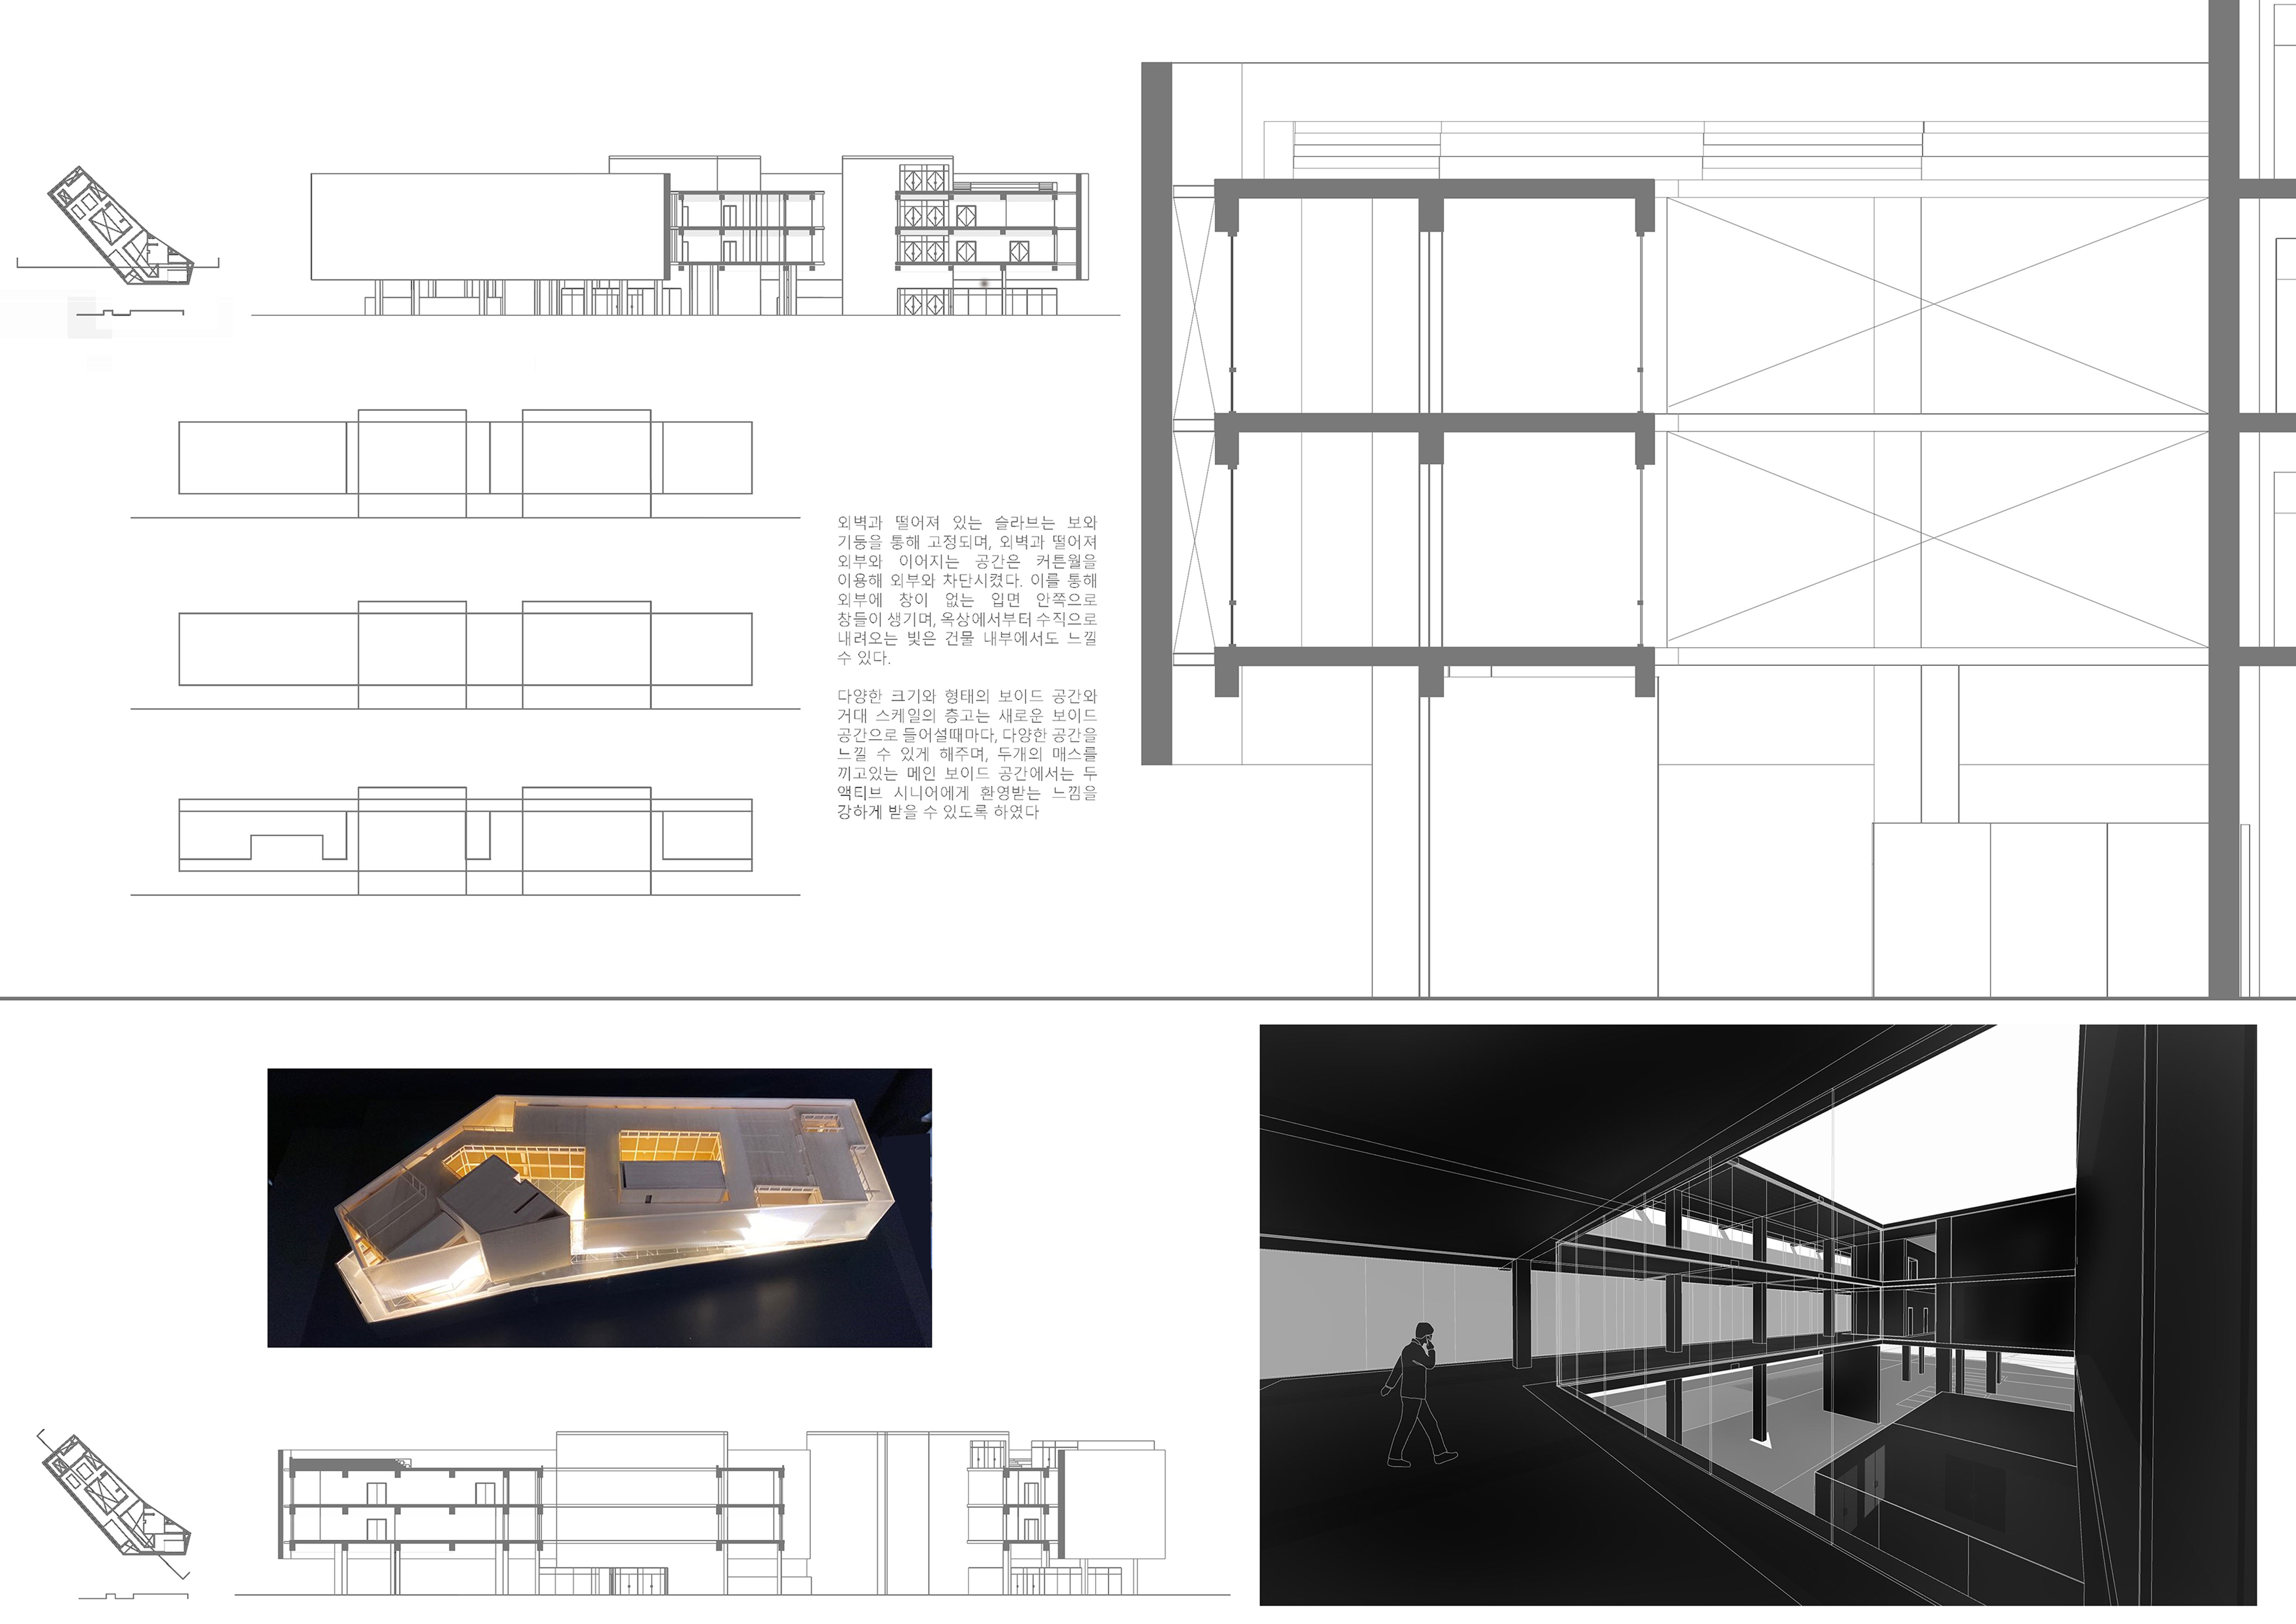 외벽과 떨어져 있는 슬라브는 보와
기둥을 통해 고정되며, 외벽과 떨어져
외부와 이어지는 공간은 커튼월을
이용해 외부와 차단시켰다. 이를 통해
외부에 창이 없는 입면 안쪽으로
창들이 생기며, 옥상에서부터 수직으로
내려오는 빛은 건물 내부에서도 느낄
수 있다.
다양한 크기와 형태의 보이드 공간와
거대 스케일의 층고는 새로운 보이드
공간으로 들어설때마다, 다양한 공간을
느낄 수 있게 해주며, 두개의 매스를
끼고있는 메인 보이드 공간에서는 두
액티브 시니어에게 환영받는 느낌을
강하게 받을 수 있도록 하였다